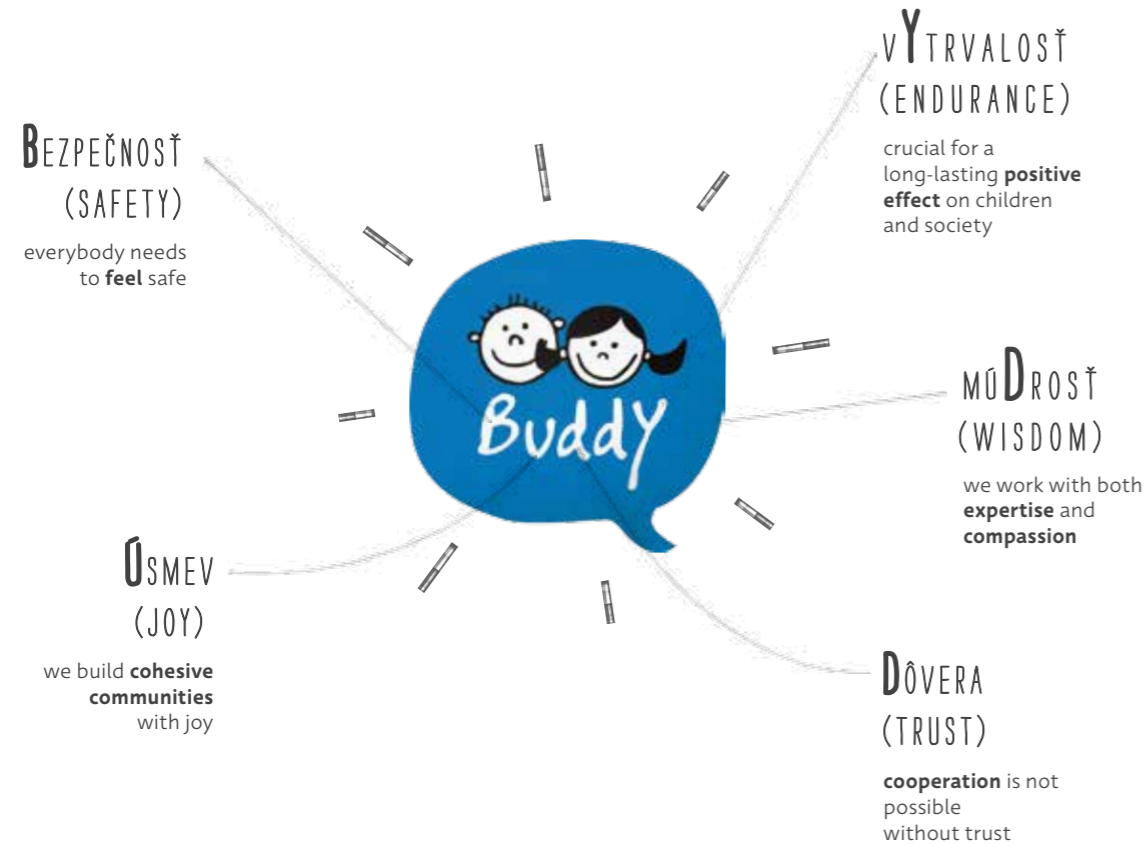 BEZPEČNOSŤ
(SAFETY)
everybody needs
to feel safe
ÚSMEV
(JOY)
we build cohesive
communities
with joy
Buddy
VYTRVALOSŤ
(ENDURANCE)
crucial for a
long-lasting positive
effect on children
and society
MÚDROSŤ
(WISDOM)
we work with both
expertise and
compassion
DÔVERA
(TRUST)
cooperation is not
possible
without trust